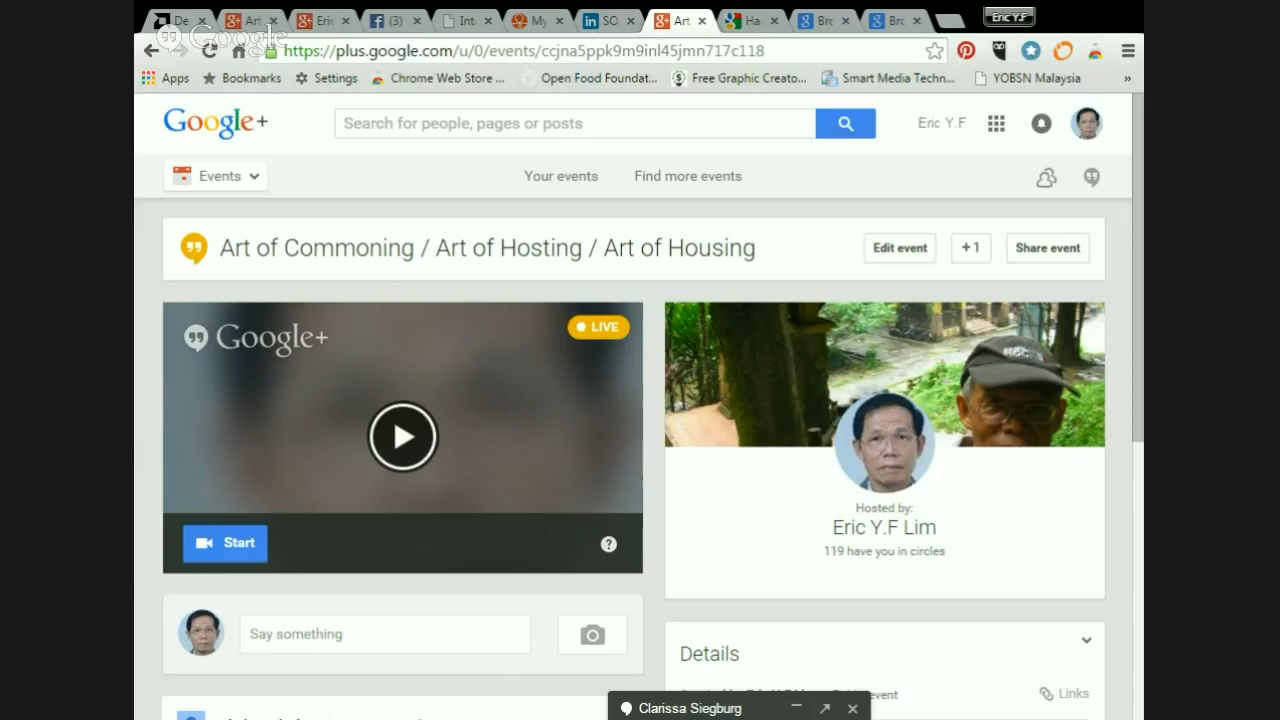 De Art Eric (3) Int My SO Art Ha Bro Bro Eric Y.F
Google
https://plus.google.com/u/0/events/ccjna5ppk9m9inl45jmn717c118
Apps Bookmarks Settings Chrome Web Store ... Open Food Foundat... Free Graphic Creato... Smart Media Techn... YOBSN Malaysia »
Google+ Search for people, pages or posts Eric Y.F
Events Your events Find more events
Art of Commoning / Art of Hosting / Art of Housing Edit event +1 Share event
Google+ LIVE
Start ?
Hosted by:
Eric Y.F Lim
119 have you in circles
Say something
Details
event Links
Clarissa Siegburg